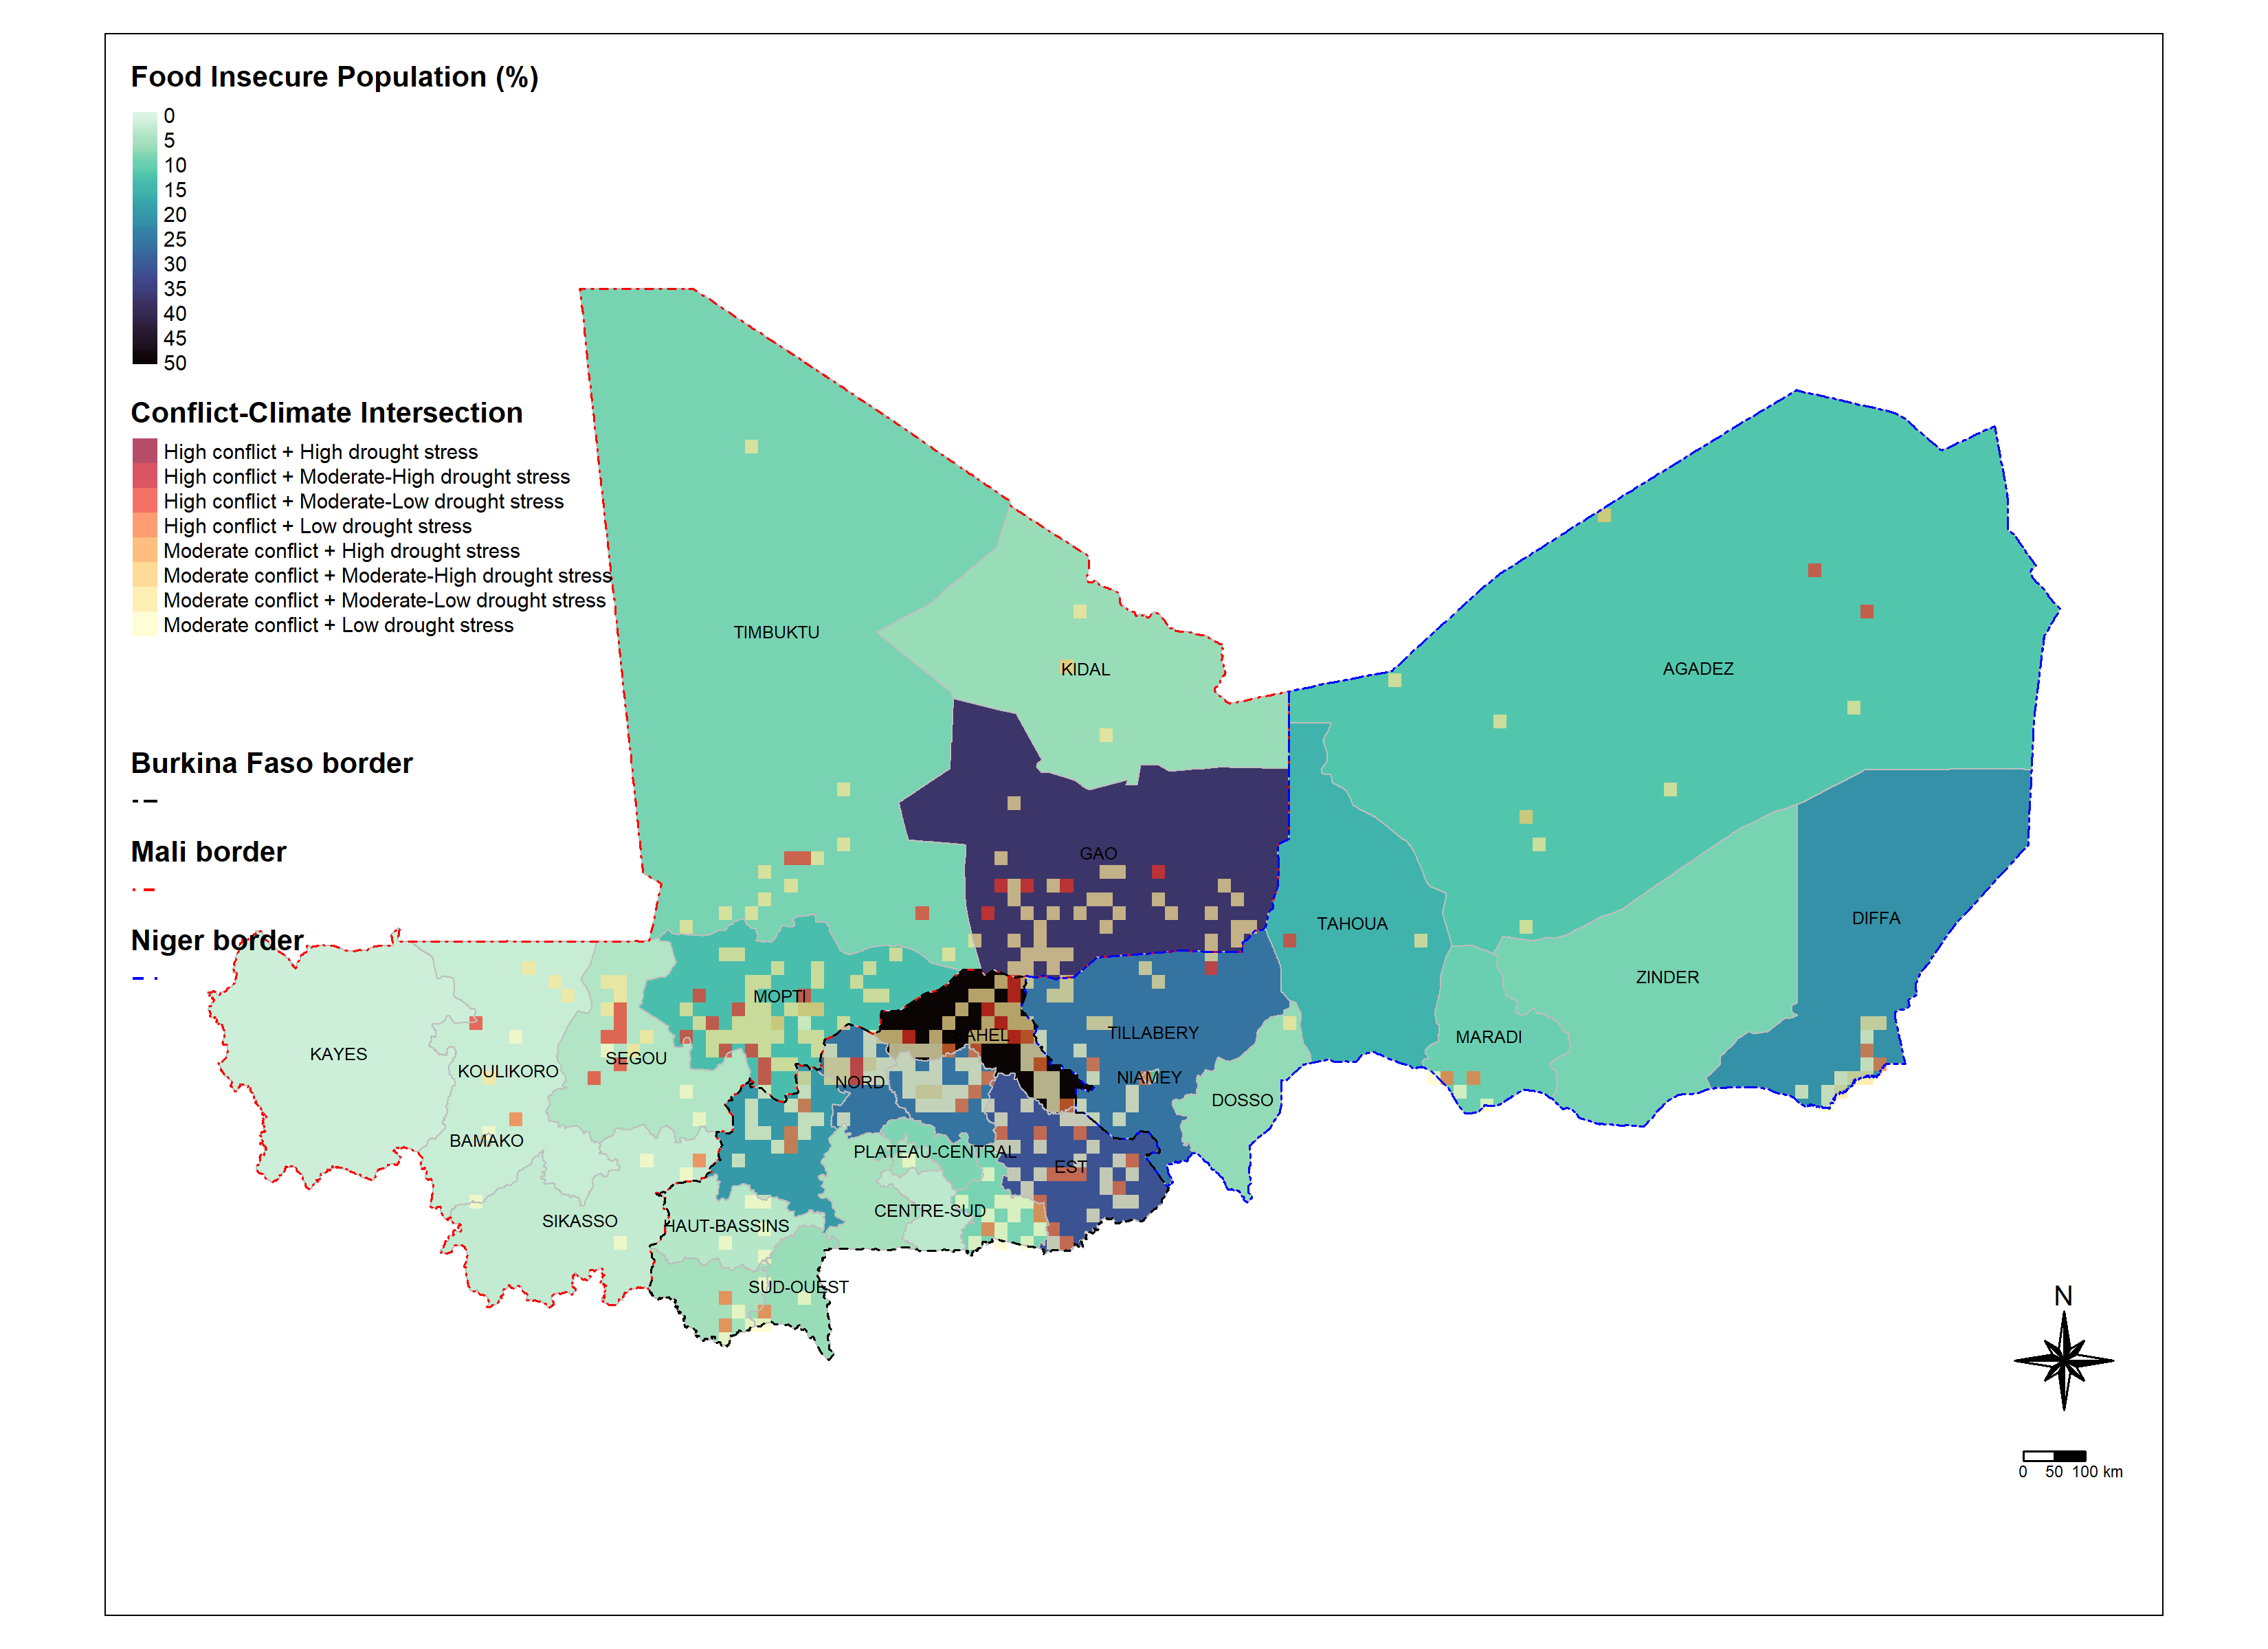 Food Insecure Population (%)
0
5
10
15
20
25
30
35
40
45
50
Conflict-Climate Intersection
High conflict + High drought stress
High conflict + Moderate-High drought stress
High conflict + Moderate-Low drought stress
High conflict + Low drought stress
Moderate conflict + High drought stress
Moderate conflict + Moderate-High drought stress
Moderate conflict + Moderate-Low drought stress
Moderate conflict + Low drought stress
Burkina Faso border
Mali border
Niger border
TIMBUKTU
KIDAL
AGADEZ
GAO
TAHOUA
DIFFA
ZINDER
MOPTI
AHEL
TILLABERY
MARADI
KAYES
SEGOU
KOULIKORO
NORD
NIAMEY
DOSSO
BAMAKO
PLATEAU-CENTRAL
EST
CENTRE-SUD
SIKASSO
HAUT-BASSINS
SUD-OUEST
N
0 50 100 km